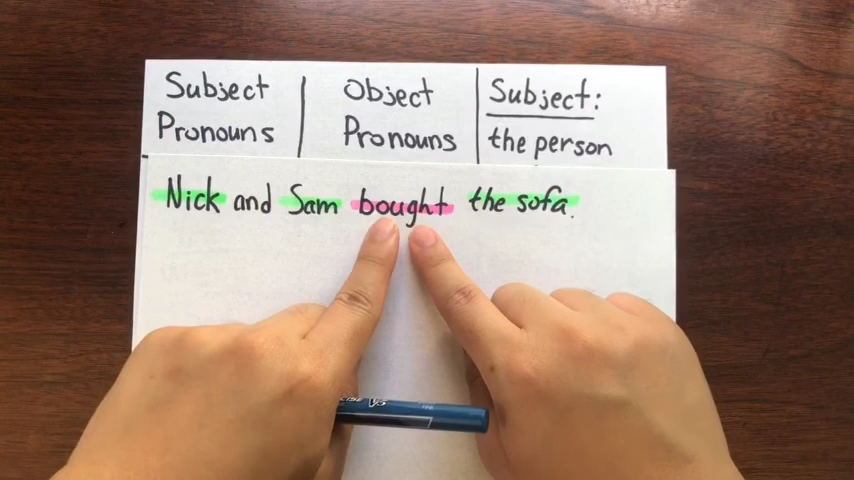 Subject Pronouns
Object Pronouns
Subject:
the person
Nick and Sam bought the sofa.